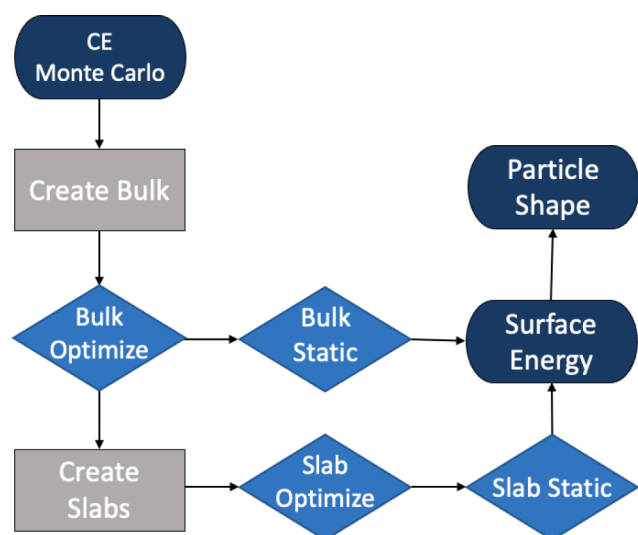 CE
Monte Carlo
Create Bulk
Particle
Shape
Bulk
Optimize
Bulk
Static
Surface
Energy
Create
Slabs
Slab
Optimize
Slab Static